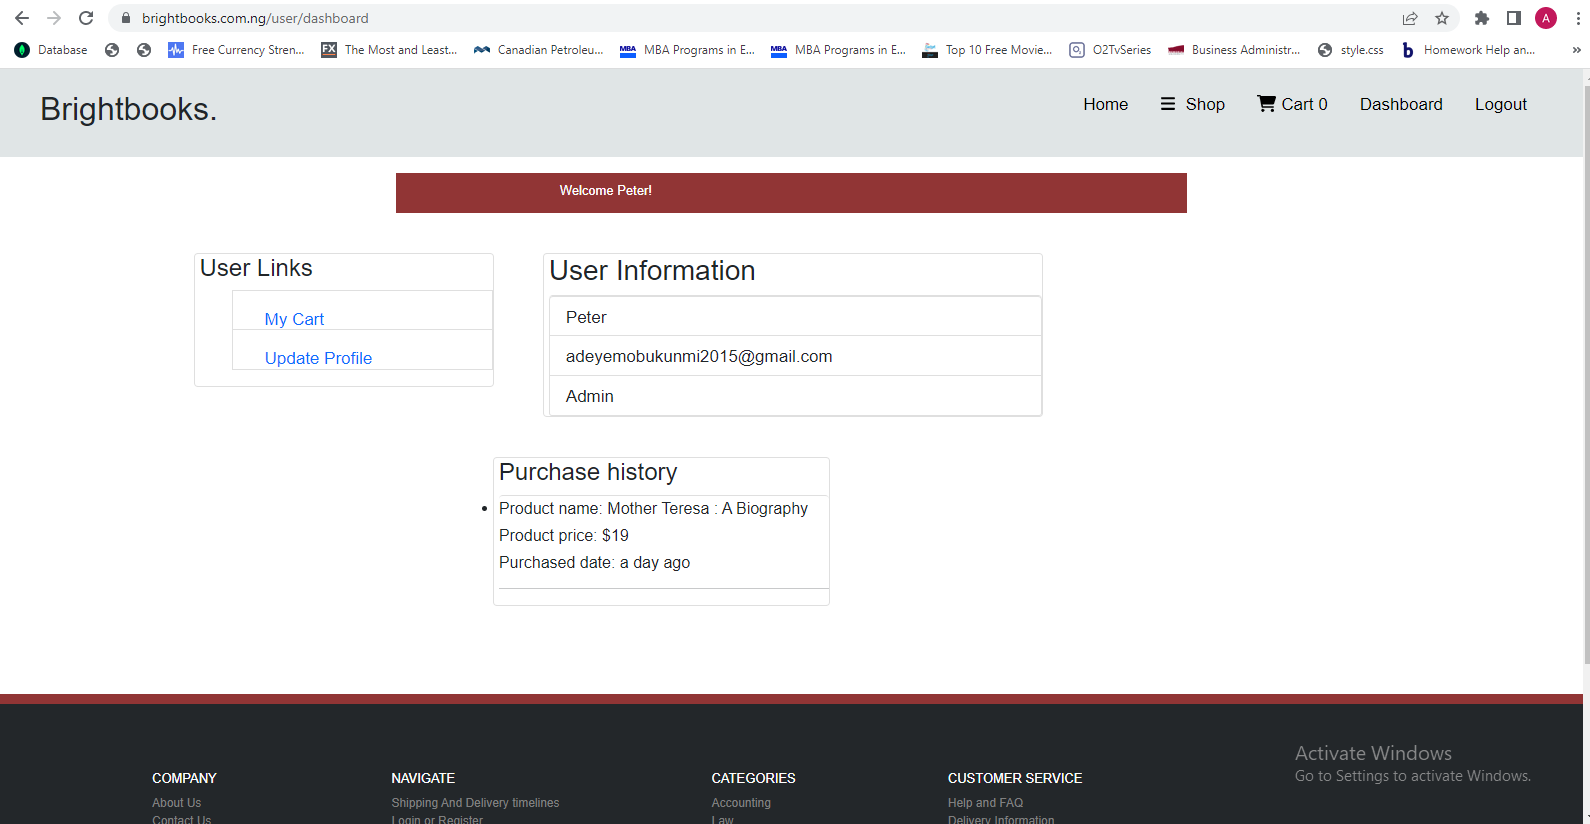 brightbooks.com.ng/user/dashboard
A
Database
Free Currency Stren...
FX
The Most and Least...
Canadian Petroleu...
MBA
MBA Programs in E...
MBA
MBA Programs in E...
Top 10 Free Movie...
O2TvSeries
Business Administr...
style.css
b
Homework Help an...
»
Brightbooks.
Home
Shop
Cart 0
Dashboard
Logout
Welcome Peter!
User Links
My Cart
Update Profile
User Information
Peter
adeyemobukunmi2015@gmail.com
Admin
Purchase history
Product name: Mother Teresa : A Biography
Product price: $19
Purchased date: a day ago
Activate Windows
Go to Settings to activate Windows.
COMPANY
About Us
Contact Us
NAVIGATE
Shipping And Delivery timelines
Login or Register
CATEGORIES
Accounting
Law
CUSTOMER SERVICE
Help and FAQ
Delivery Information